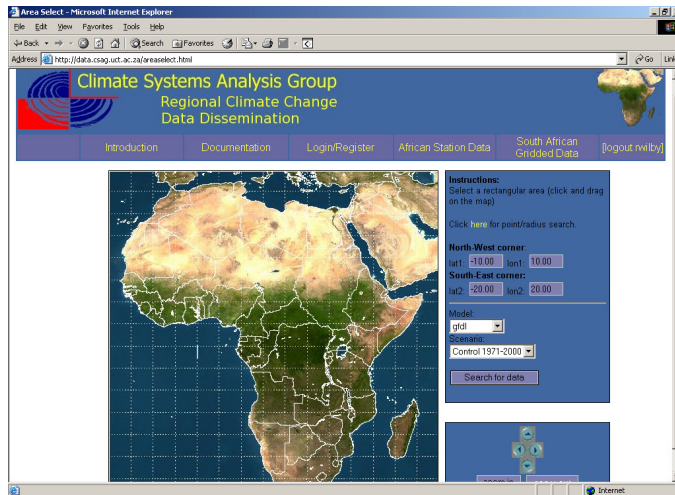 Area Select - Microsoft Internet Explorer
File Edit View Favorites Tools Help
Back Search Favorites
Address http://data.csag.uct.ac.za/areaselect.html Go Link
Climate Systems Analysis Group
Regional Climate Change
Data Dissemination
Introduction Documentation Login/Register African Station Data South African Gridded Data [logout rwilby]
Instructions:
Select a rectangular area (click and drag
on the map)
Click here for point/radius search.
North-West corner:
lat1: -10.00 lon1: 10.00
South-East corner:
lat2: -20.00 lon2: 20.00
Model:
gfdl
Scenario:
Control 1971-2000
Search for data
Internet